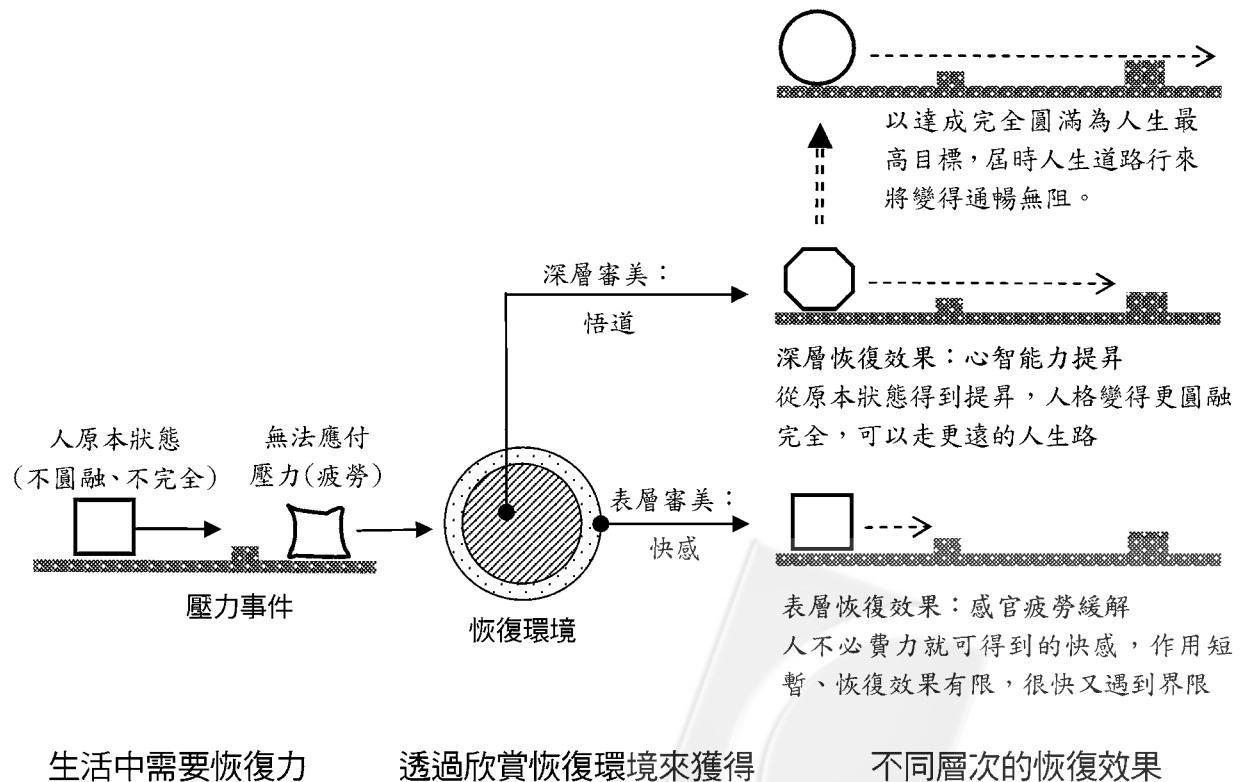 以達成完全圓滿為人生最
高目標，屆時人生道路行來
將變得通暢無阻。
深層審美：
悟道
深層恢復效果：心智能力提昇
從原本狀態得到提昇，人格變得更圓融
完全，可以走更遠的人生路
人原本狀態
(不圓融、不完全)
無法應付
壓力(疲勞)
壓力事件
恢復環境
表層審美：
快感
表層恢復效果：感官疲勞緩解
人不必費力就可得到的快感，作用短
暫、恢復效果有限，很快又遇到界限
生活中需要恢復力
透過欣賞恢復環境來獲得
不同層次的恢復效果